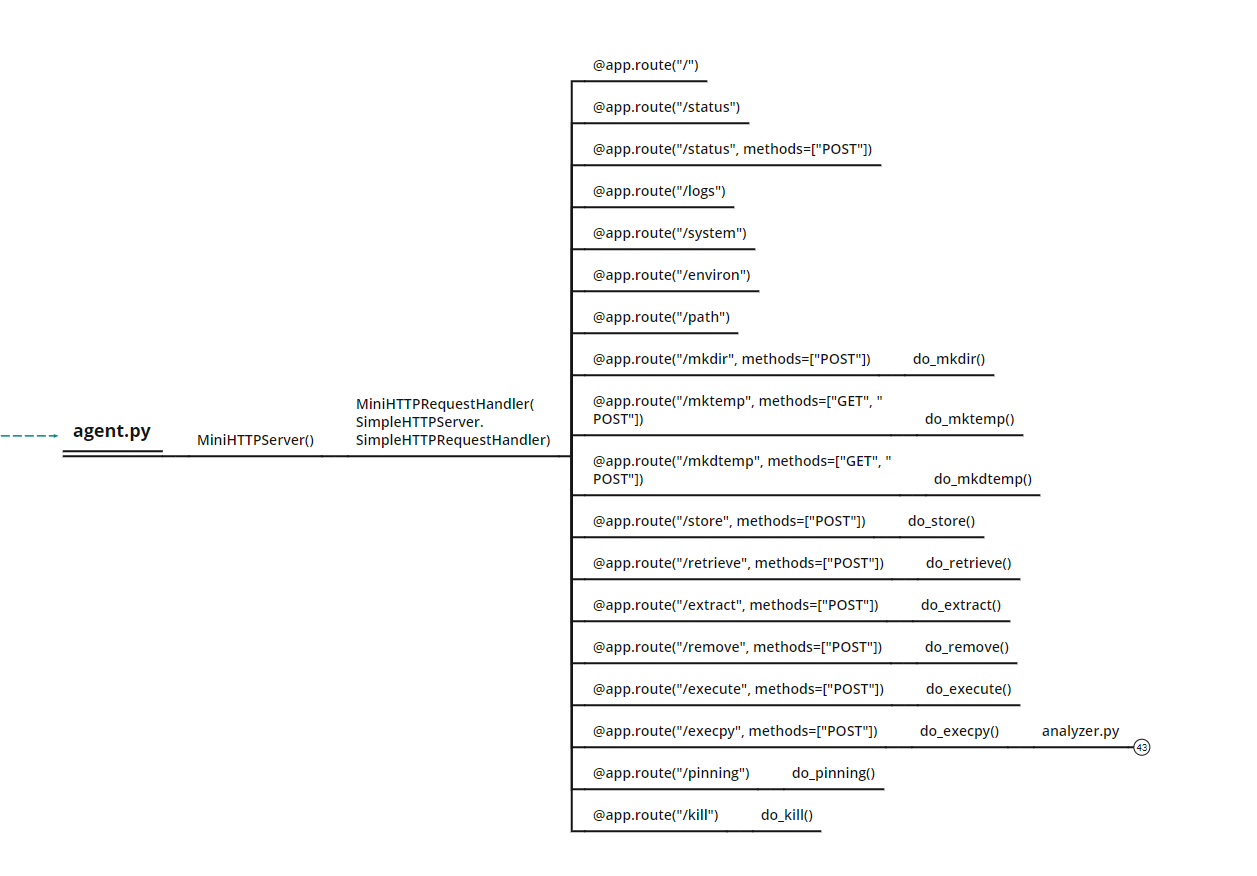 @app.route("/")
@app.route("/status")
@app.route("/status", methods=["POST"])
@app.route("/logs")
@app.route("/system")
@app.route("/environ")
@app.route("/path")
@app.route("/mkdir", methods=["POST"]) do_mkdir()
@app.route("/mktemp", methods=["GET", "
POST"]) do_mktemp()
agent.py
MiniHTTPServer()
MiniHTTPRequestHandler(
SimpleHTTPServer.
SimpleHTTPRequestHandler)
@app.route("/mkdtemp", methods=["GET", "
POST"]) do_mkdtemp()
@app.route("/store", methods=["POST"]) do_store()
@app.route("/retrieve", methods=["POST"]) do_retrieve()
@app.route("/extract", methods=["POST"]) do_extract()
@app.route("/remove", methods=["POST"]) do_remove()
@app.route("/execute", methods=["POST"]) do_execute()
@app.route("/execpy", methods=["POST"]) do_execpy() analyzer.py 43
@app.route("/pinning") do_pinning()
@app.route("/kill") do_kill()